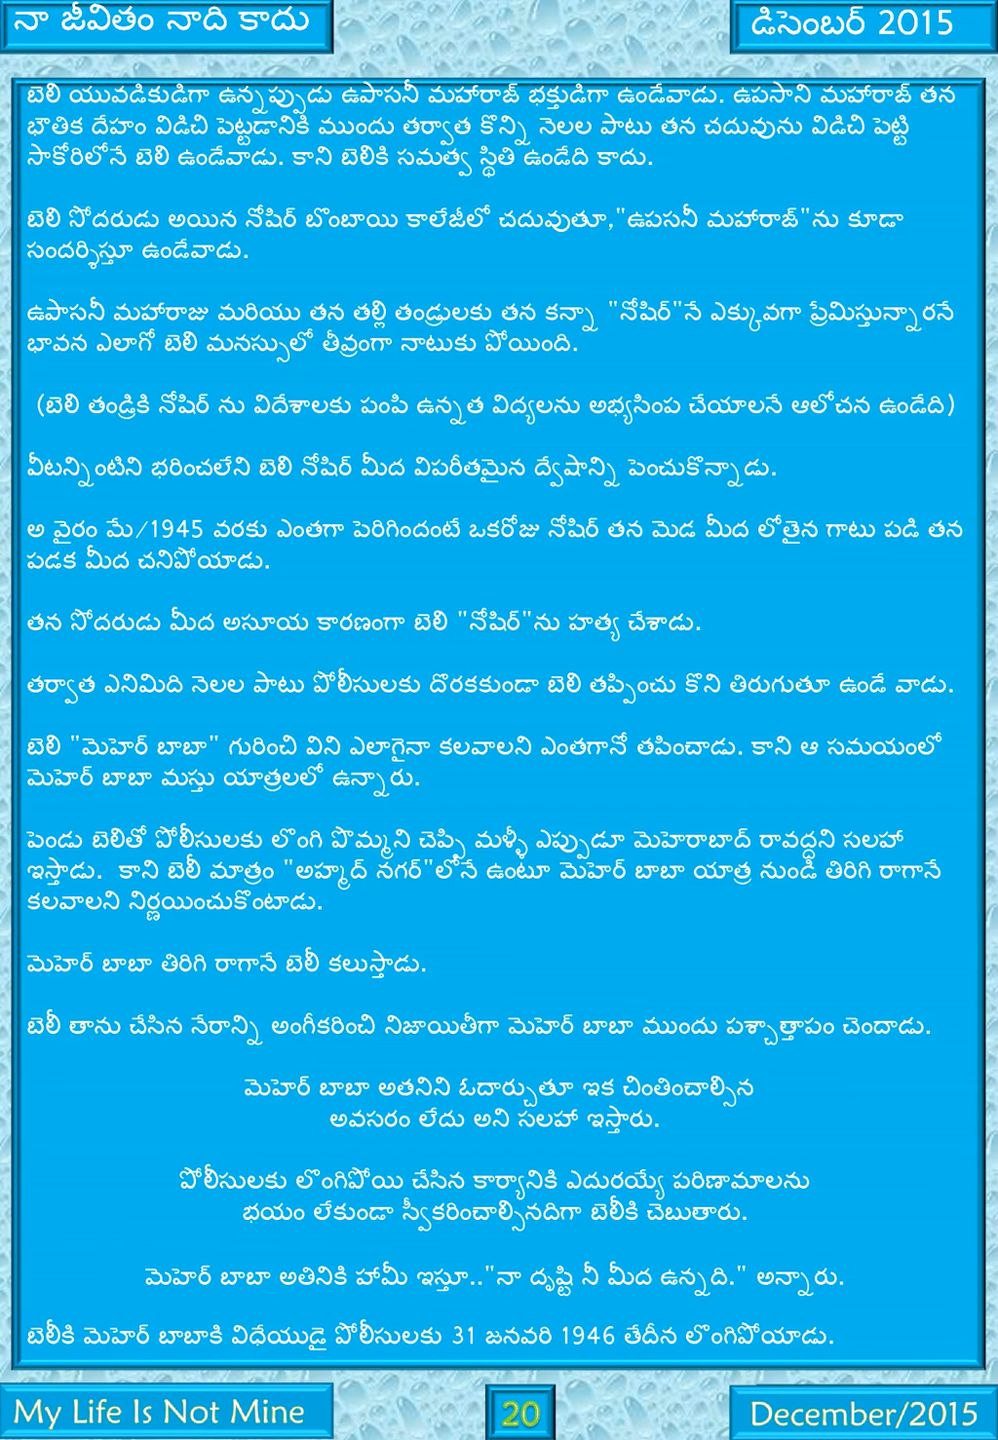 నా జీవితం నాది కాదు
డిసెంబర్ 2015
బెలి యువడికుడిగా ఉన్నప్పుడు ఉపాసనీ మహారాజ్ భక్తుడిగా ఉండేవాడు. ఉపసాని మహారాజ్ తన
భౌతిక దేహం విడిచి పెట్టడానికి ముందు తర్వాత కొన్ని నెలల పాటు తన చదువును విడిచి పెట్టి
సాకోరిలోనే బెలి ఉండేవాడు. కాని బెలికి సమత్వ స్థితి ఉండేది కాదు.
బెలి సోదరుడు అయిన నోషిర్ బొంబాయి కాలేజీలో చదువుతూ,"ఉపసనీ మహారాజ్"ను కూడా
సందర్శిస్తూ ఉండేవాడు.
ఉపాసనీ మహారాజు మరియు తన తల్లి తండ్రులకు తన కన్నా "నోషిర్"నే ఎక్కువగా ప్రేమిస్తున్నారనే
భావన ఎలాగో బెలి మనస్సులో తీవ్రంగా నాటుకు పోయింది.
(బెలి తండ్రికి నోషిర్ ను విదేశాలకు పంపి ఉన్నత విద్యలను అభ్యసింప చేయాలనే ఆలోచన ఉండేది)
వీటన్నింటిని భరించలేని బెలి నోషిర్ మీద విపరీతమైన ద్వేషాన్ని పెంచుకొన్నాడు.
అ వైరం మే/1945 వరకు ఎంతగా పెరిగిందంటే ఒకరోజు నోషిర్ తన మెడ మీద లోతైన గాటు పడి తన
పడక మీద చనిపోయాడు.
తన సోదరుడు మీద అసూయ కారణంగా బెలి "నోషిర్"ను హత్య చేశాడు.
తర్వాత ఎనిమిది నెలల పాటు పోలీసులకు దొరకకుండా బెలి తప్పించు కొని తిరుగుతూ ఉండే వాడు.
బెలి "మెహెర్ బాబా" గురించి విని ఎలాగైనా కలవాలని ఎంతగానో తపించాడు. కాని ఆ సమయంలో
మెహెర్ బాబా మస్తు యాత్రలలో ఉన్నారు.
పెండు బెలితో పోలీసులకు లొంగి పొమ్మని చెప్పి మళ్ళీ ఎప్పుడూ మెహెరాబాద్ రావద్దని సలహా
ఇస్తాడు. కాని బెలీ మాత్రం "అహ్మద్ నగర్"లోనే ఉంటూ మెహెర్ బాబా యాత్ర నుండి తిరిగి రాగానే
కలవాలని నిర్ణయించుకొంటాడు.
మెహెర్ బాబా తిరిగి రాగానే బెలీ కలుస్తాడు.
బెలీ తాను చేసిన నేరాన్ని అంగీకరించి నిజాయితీగా మెహెర్ బాబా ముందు పశ్చాత్తాపం చెందాడు.
మెహెర్ బాబా అతనిని ఓదార్చుతూ ఇక చింతించాల్సిన
అవసరం లేదు అని సలహా ఇస్తారు.
పోలీసులకు లొంగిపోయి చేసిన కార్యానికి ఎదురయ్యే పరిణామాలను
భయం లేకుండా స్వీకరించాల్సినదిగా బెలీకి చెబుతారు.
మెహెర్ బాబా అతినికి హామీ ఇస్తూ.."నా దృష్టి నీ మీద ఉన్నది." అన్నారు.
బెలీకి మెహెర్ బాబాకి విధేయుడై పోలీసులకు 31 జనవరి 1946 తేదీన లొంగిపోయాడు.
My Life Is Not Mine
20
December/2015